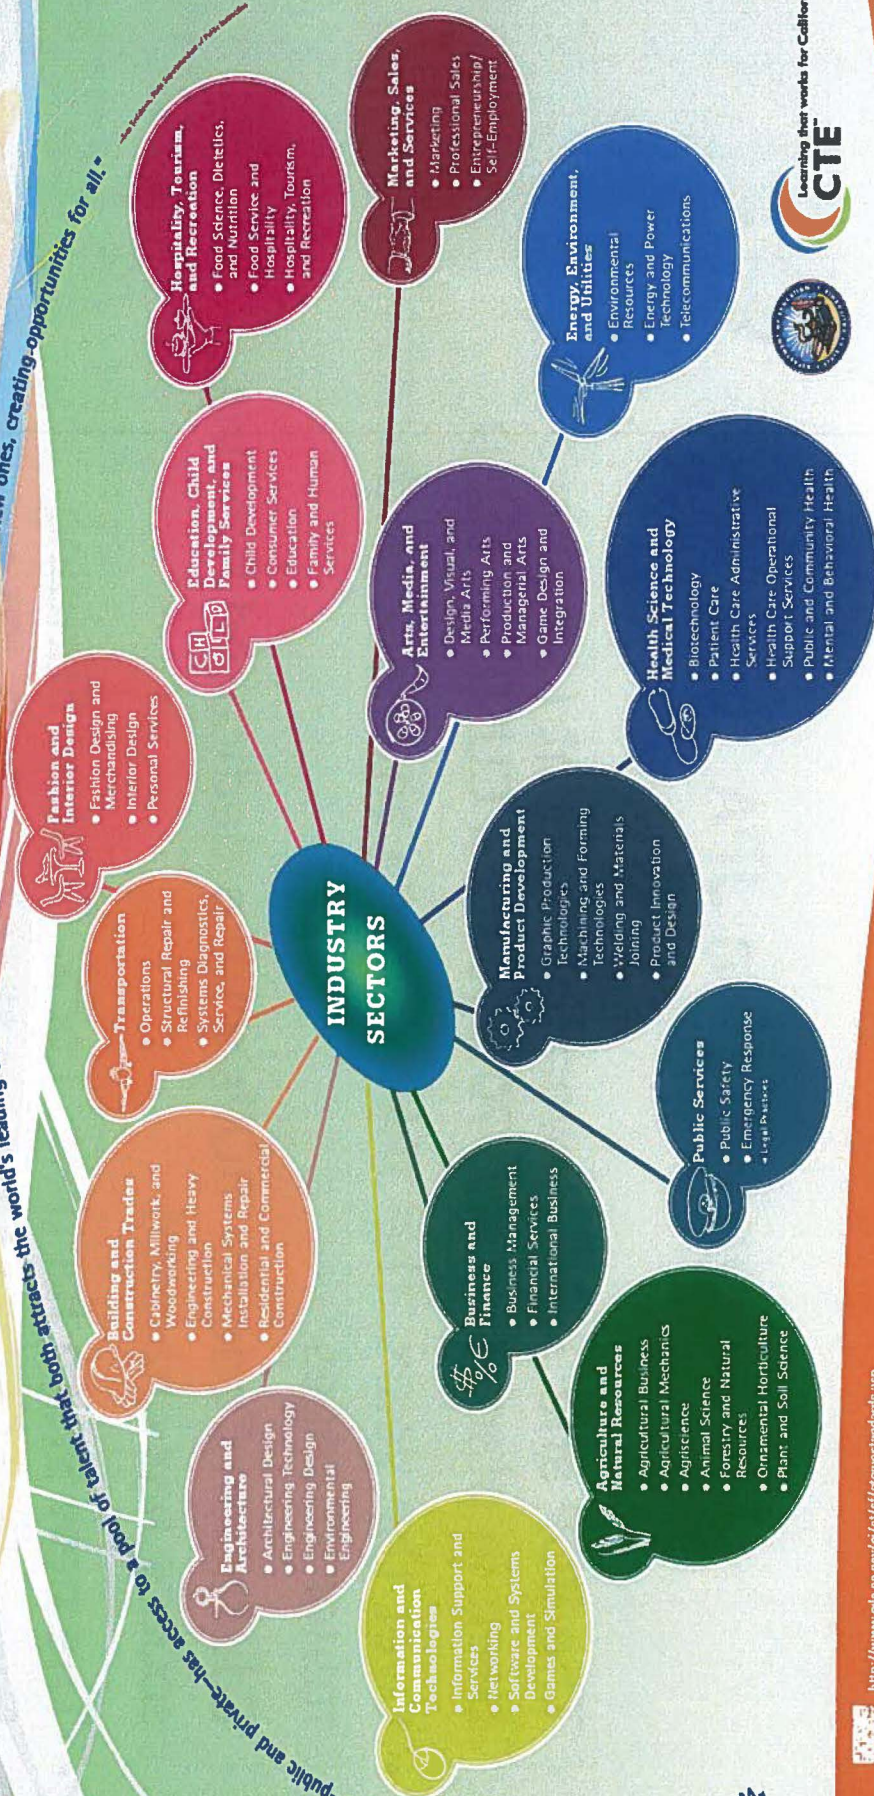 public and private—has access to a pool of talent that both attracts the world's leading
ones, creating opportunities for all."
INDUSTRY
SECTORS
Information and
Communication
Technologies
• Information Support and
Services
• Networking
• Software and Systems
Development
• Games and Simulation
Engineering and
Architecture
• Architectural Design
• Engineering Technology
• Engineering Design
• Environmental
Engineering
Building and
Construction Trades
• Cabinetry, Millwork, and
Woodworking
• Engineering and Heavy
Construction
• Mechanical Systems
Installation and Repair
• Residential and Commercial
Construction
Transportation
• Operations
• Structural Repair and
Refinishing
• Systems Diagnostics,
Service, and Repair
Fashion and
Interior Design
• Fashion Design and
Merchandising
• Interior Design
• Personal Services
CH
ILD
Education, Child
Development, and
Family Services
• Child Development
• Consumer Services
• Education
• Family and Human
Services
Hospitality, Tourism,
and Recreation
• Food Science, Dietetics,
and Nutrition
• Food Service and
Hospitality
• Hospitality, Tourism,
and Recreation
Marketing, Sales,
and Services
• Marketing
• Professional Sales
• Entrepreneurship/
Self-Employment
Arts, Media, and
Entertainment
• Design, Visual, and
Media Arts
• Performing Arts
• Production and
Managerial Arts
• Game Design and
Integration
Energy, Environment,
and Utilities
• Environmental
Resources
• Energy and Power
Technology
• Telecommunications
Business and
Finance
• Business Management
• Financial Services
• International Business
$ € %
Manufacturing and
Product Development
• Graphic Production
Technologies
• Machining and Forming
Technologies
• Welding and Materials
Joining
• Product Innovation
and Design
Health Science and
Medical Technology
• Biotechnology
• Patient Care
• Health Care Administrative
Services
• Health Care Operational
Support Services
• Public and Community Health
• Mental and Behavioral Health
Agriculture and
Natural Resources
• Agricultural Business
• Agricultural Mechanics
• Agriscience
• Animal Science
• Forestry and Natural
Resources
• Ornamental Horticulture
• Plant and Soil Science
Public Services
• Public Safety
• Emergency Response
• Legal Practices
Learning that works for Califor
CTE™